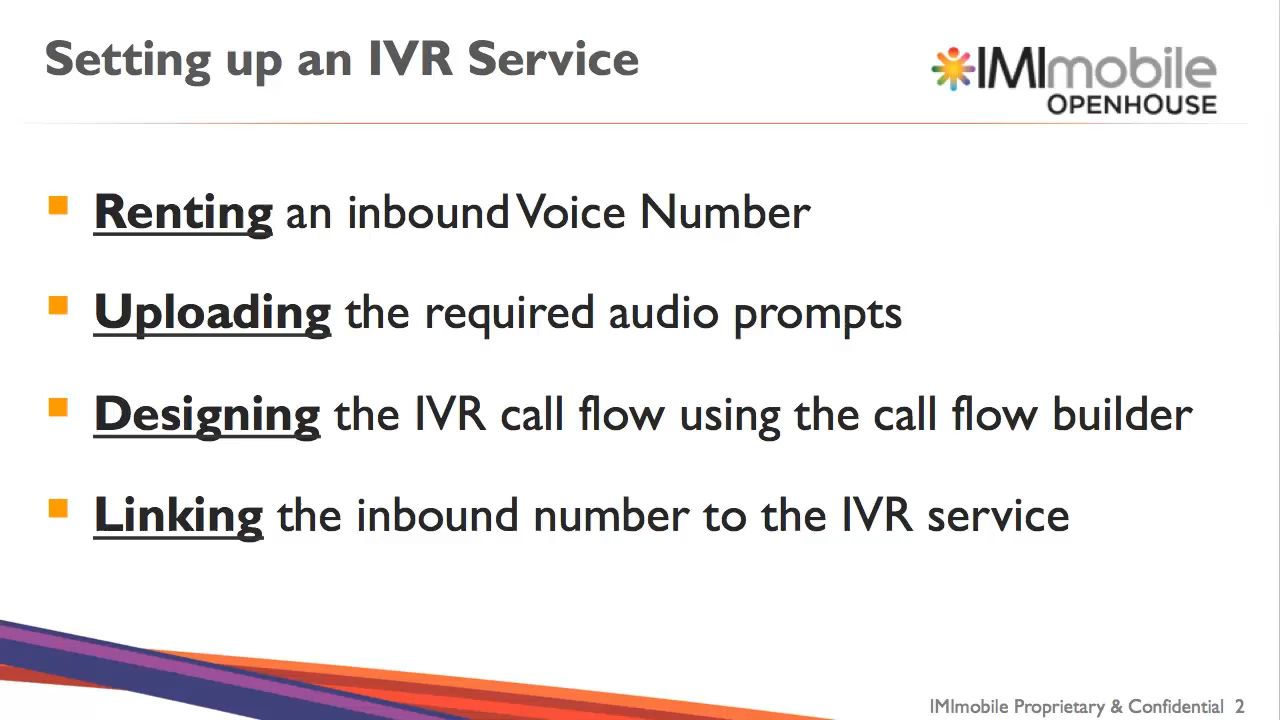 Setting up an IVR Service
IMImobile
OPENHOUSE
Renting an inbound Voice Number
Uploading the required audio prompts
Designing the IVR call flow using the call flow builder
Linking the inbound number to the IVR service
IMImobile Proprietary & Confidential 2